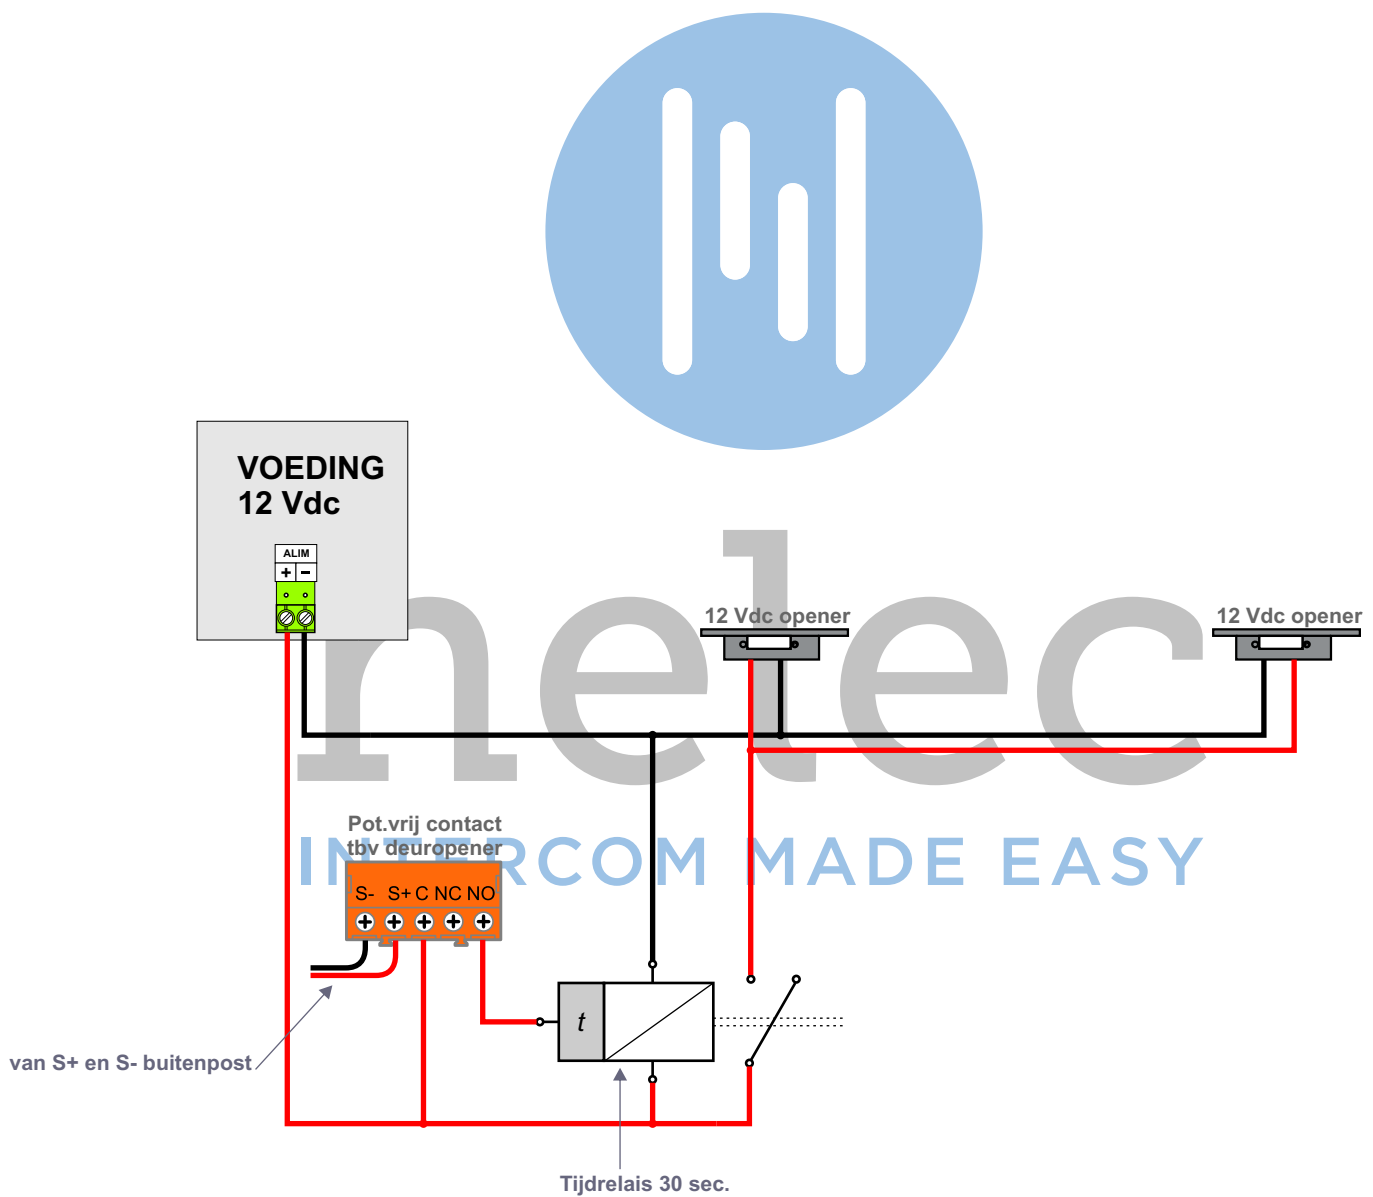 VOEDING
12 Vdc
ALIM
+ −
nelec
12 Vdc opener
12 Vdc opener
Pot.vrij contact
tbv deuropener
INTERCOM MADE EASY
S- S+ C NC NO
t
van S+ en S- buitenpost
Tijdrelais 30 sec.